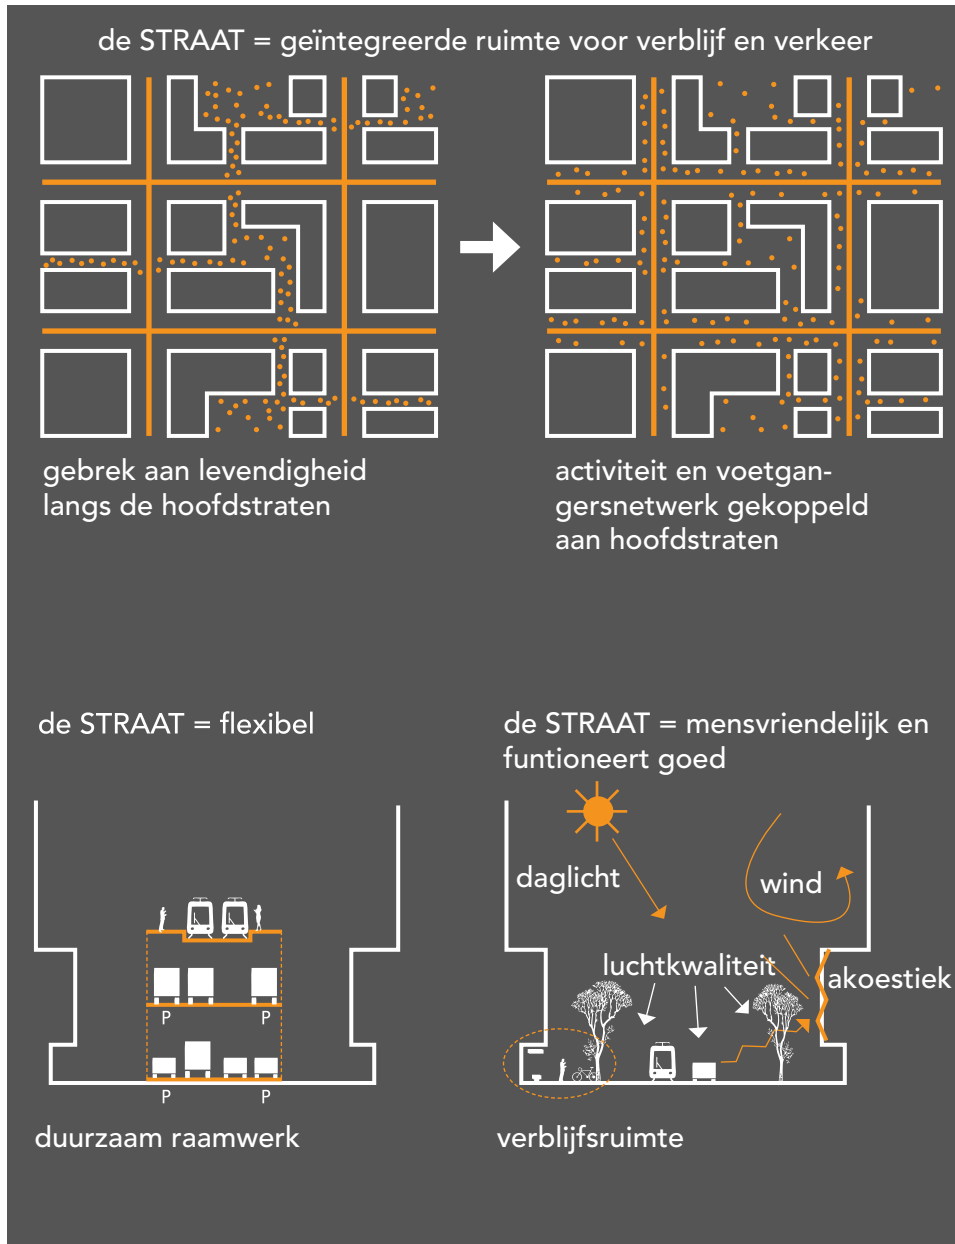 de STRAAT = geïntegreerde ruimte voor verblijf en verkeer
gebrek aan levendigheid
langs de hoofdstraten
activiteit en voetgan-
gersnetwerk gekoppeld
aan hoofdstraten
de STRAAT = flexibel
P
P
P
P
duurzaam raamwerk
de STRAAT = mensvriendelijk en
funtioneert goed
daglicht
wind
luchtkwaliteit
akoestiek
verblijfsruimte